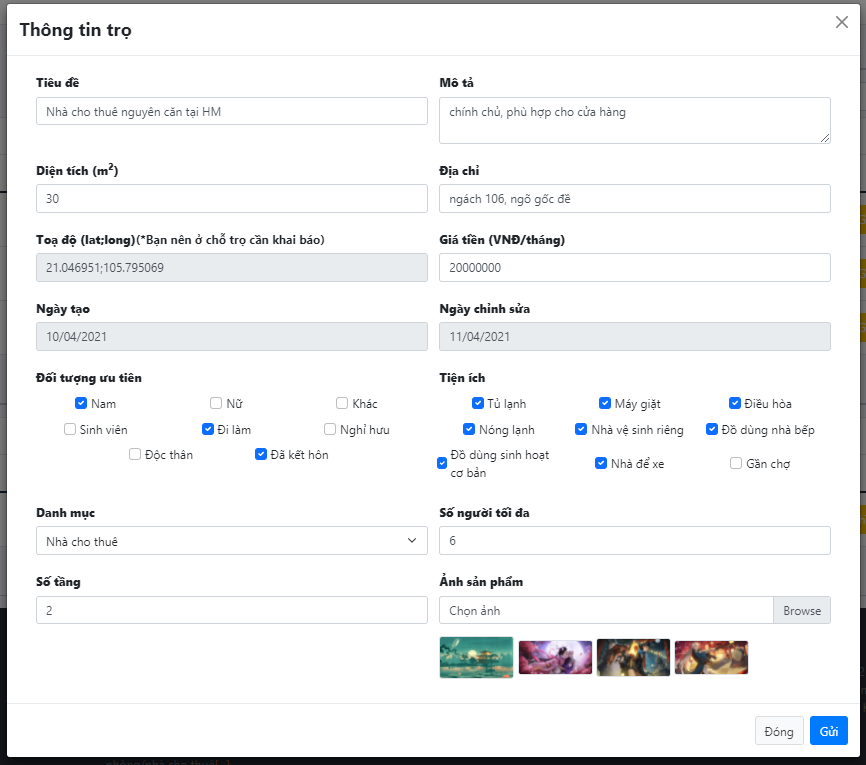 Thông tin trọ
Tiêu đề
Mô tả
Nhà cho thuê nguyên căn tại HM
chính chủ, phù hợp cho cửa hàng
Diện tích (m²)
Địa chỉ
30
ngách 106, ngõ gốc đề
Toạ độ (lat;long)(*Bạn nên ở chỗ trọ cần khai báo)
Giá tiền (VNĐ/tháng)
21.046951;105.795069
20000000
Ngày tạo
Ngày chỉnh sửa
10/04/2021
11/04/2021
Đối tượng ưu tiên
Nam Nữ Khác
Sinh viên Đi làm Nghỉ hưu
Độc thân Đã kết hôn
Tiện ích
Tủ lạnh Máy giặt Điều hòa
Nóng lạnh Nhà vệ sinh riêng Đồ dùng nhà bếp
Đồ dùng sinh hoạt
cơ bản
Nhà để xe Gần chợ
Danh mục
Số người tối đa
Nhà cho thuê
6
Số tầng
Ảnh sản phẩm
2
Chọn ảnh Browse
Đóng Gửi